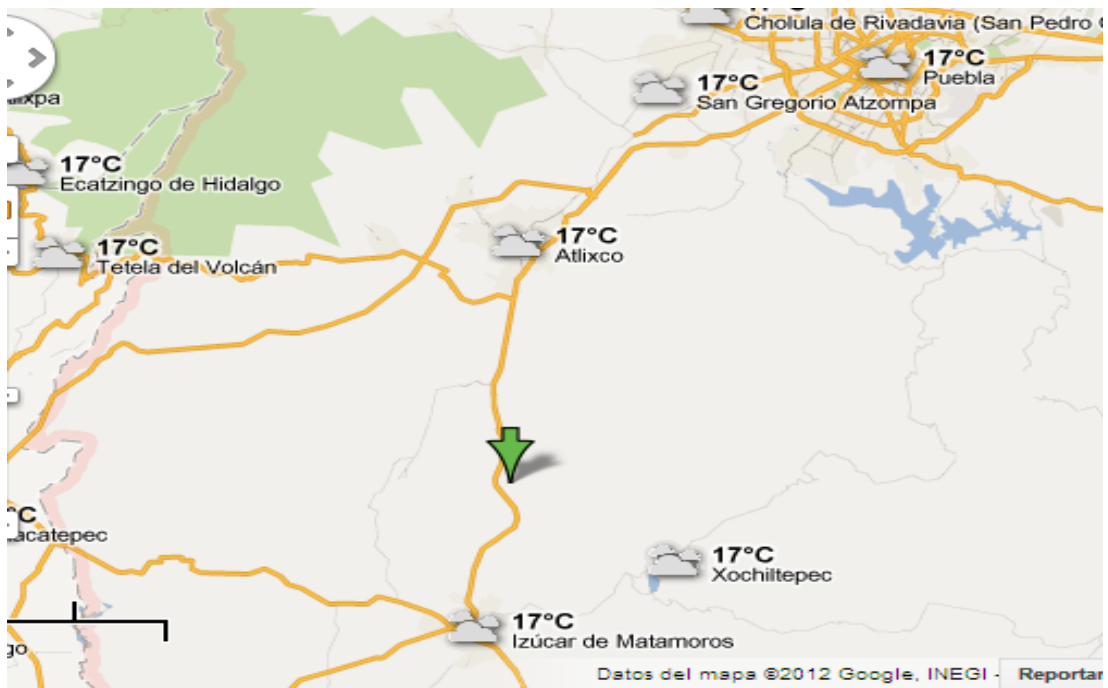 Cholula de Rivadavia (San Pedro
17°C
Puebla
17°C
San Gregorio Atzompa
17°C
Ecatzingo de Hidalgo
17°C
Atlixco
17°C
Tetela del Volcán
17°C
Xochiltepec
17°C
Izúcar de Matamoros
Datos del mapa ©2012 Google, INEGI -
Reportar